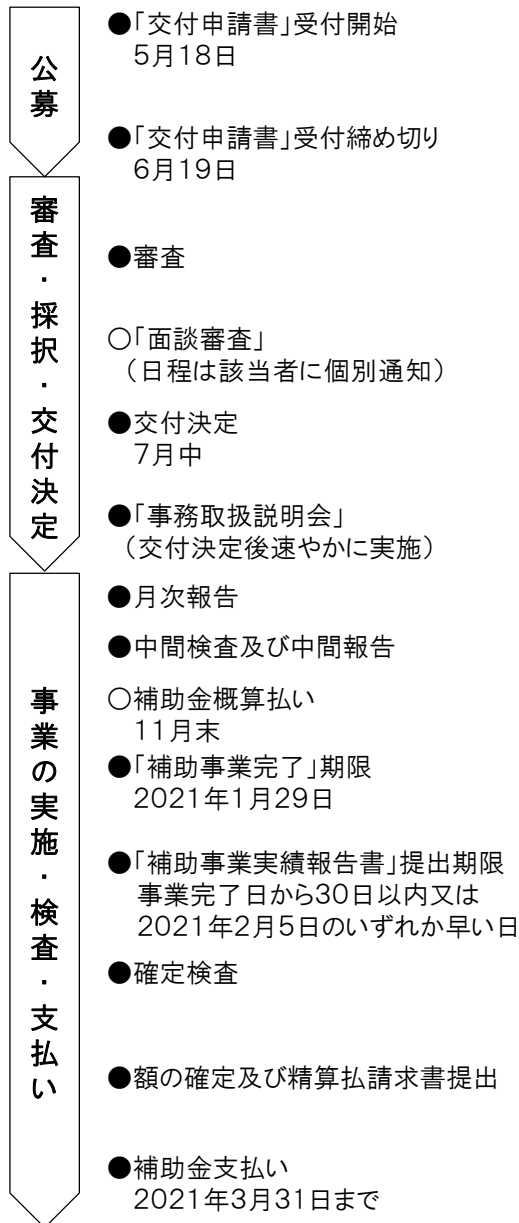 公募
●「交付申請書」受付開始
5月18日
●「交付申請書」受付締め切り
6月19日
審査・採択・交付決定
●審査
○「面談審査」
（日程は該当者に個別通知）
●交付決定
7月中
●「事務取扱説明会」
（交付決定後速やかに実施）
事業の実施・検査・支払い
●月次報告
●中間検査及び中間報告
○補助金概算払い
11月末
●「補助事業完了」期限
2021年1月29日
●「補助事業実績報告書」提出期限
事業完了日から30日以内又は
2021年2月5日のいずれか早い日
●確定検査
●額の確定及び精算払請求書提出
●補助金支払い
2021年3月31日まで